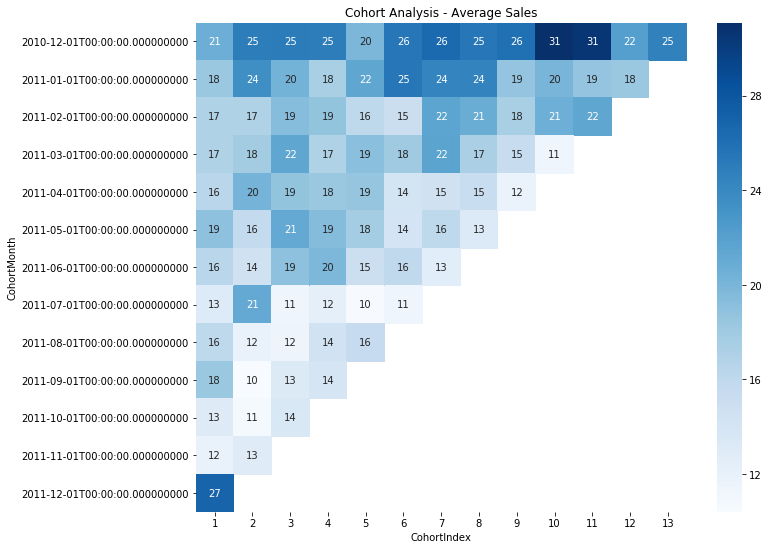 Cohort Analysis - Average Sales
CohortMonth
2010-12-01T00:00:00.000000000 21 25 25 25 20 26 26 25 26 31 31 22 25
2011-01-01T00:00:00.000000000 18 24 20 18 22 25 24 24 19 20 19 18
2011-02-01T00:00:00.000000000 17 17 19 19 16 15 22 21 18 21 22
2011-03-01T00:00:00.000000000 17 18 22 17 19 18 22 17 15 11
2011-04-01T00:00:00.000000000 16 20 19 18 19 14 15 15 12
2011-05-01T00:00:00.000000000 19 16 21 19 18 14 16 13
2011-06-01T00:00:00.000000000 16 14 19 20 15 16 13
2011-07-01T00:00:00.000000000 13 21 11 12 10 11
2011-08-01T00:00:00.000000000 16 12 12 14 16
2011-09-01T00:00:00.000000000 18 10 13 14
2011-10-01T00:00:00.000000000 13 11 14
2011-11-01T00:00:00.000000000 12 13
2011-12-01T00:00:00.000000000 27
1 2 3 4 5 6 7 8 9 10 11 12 13
CohortIndex
28
24
20
16
12